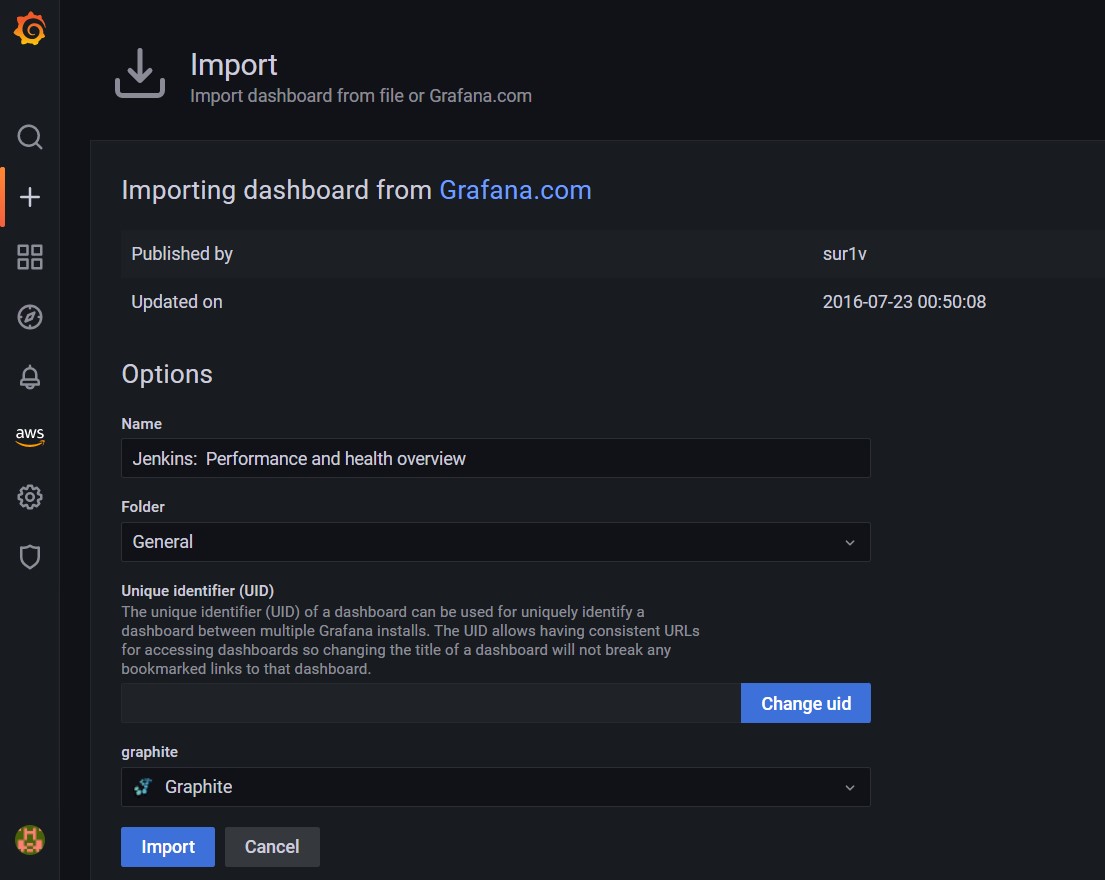 Import
Import dashboard from file or Grafana.com
Importing dashboard from Grafana.com
Published by sur1v
Updated on 2016-07-23 00:50:08
Options
Name
Jenkins:  Performance and health overview
Folder
General
Unique identifier (UID)
The unique identifier (UID) of a dashboard can be used for uniquely identify a
dashboard between multiple Grafana installs. The UID allows having consistent URLs
for accessing dashboards so changing the title of a dashboard will not break any
bookmarked links to that dashboard.
Change uid
graphite
Graphite
Import Cancel
aws